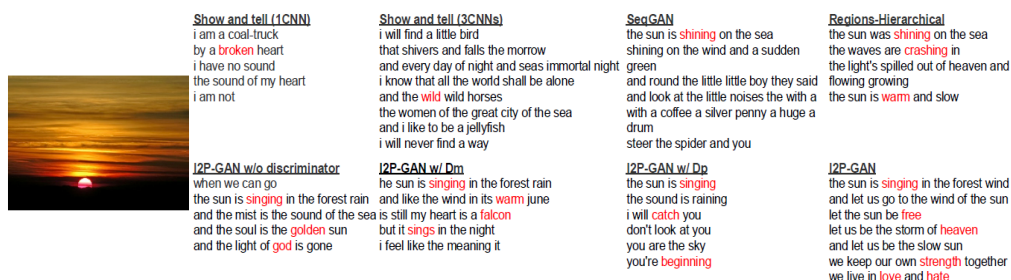 Show and tell (1CNN)
i am a coal-truck
by a broken heart
i have no sound
the sound of my heart
i am not
Show and tell (3CNNs)
i will find a little bird
that shivers and falls the morrow
and every day of night and seas immortal night
i know that all the world shall be alone
and the wild wild horses
the women of the great city of the sea
and i like to be a jellyfish
i will never find a way
SeqGAN
the sun is shining on the sea
shining on the wind and a sudden
green
and round the little little boy they said
and look at the little noises the with a
with a coffee a silver penny a huge a
drum
steer the spider and you
Regions-Hierarchical
the sun was shining on the sea
the waves are crashing in
the light's spilled out of heaven and
flowing growing
the sun is warm and slow
I2P-GAN w/o discriminator
when we can go
the sun is singing in the forest rain
and the mist is the sound of the sea
and the soul is the golden sun
and the light of god is gone
I2P-GAN w/ Dm
he sun is singing in the forest rain
and like the wind in its warm june
is still my heart is a falcon
but it sings in the night
i feel like the meaning it
I2P-GAN w/ Dp
the sun is singing
the sound is raining
i will catch you
don't look at you
you are the sky
you're beginning
I2P-GAN
the sun is singing in the forest wind
and let us go to the wind of the sun
let the sun be free
let us be the storm of heaven
and let us be the slow sun
we keep our own strength together
we live in love and hate